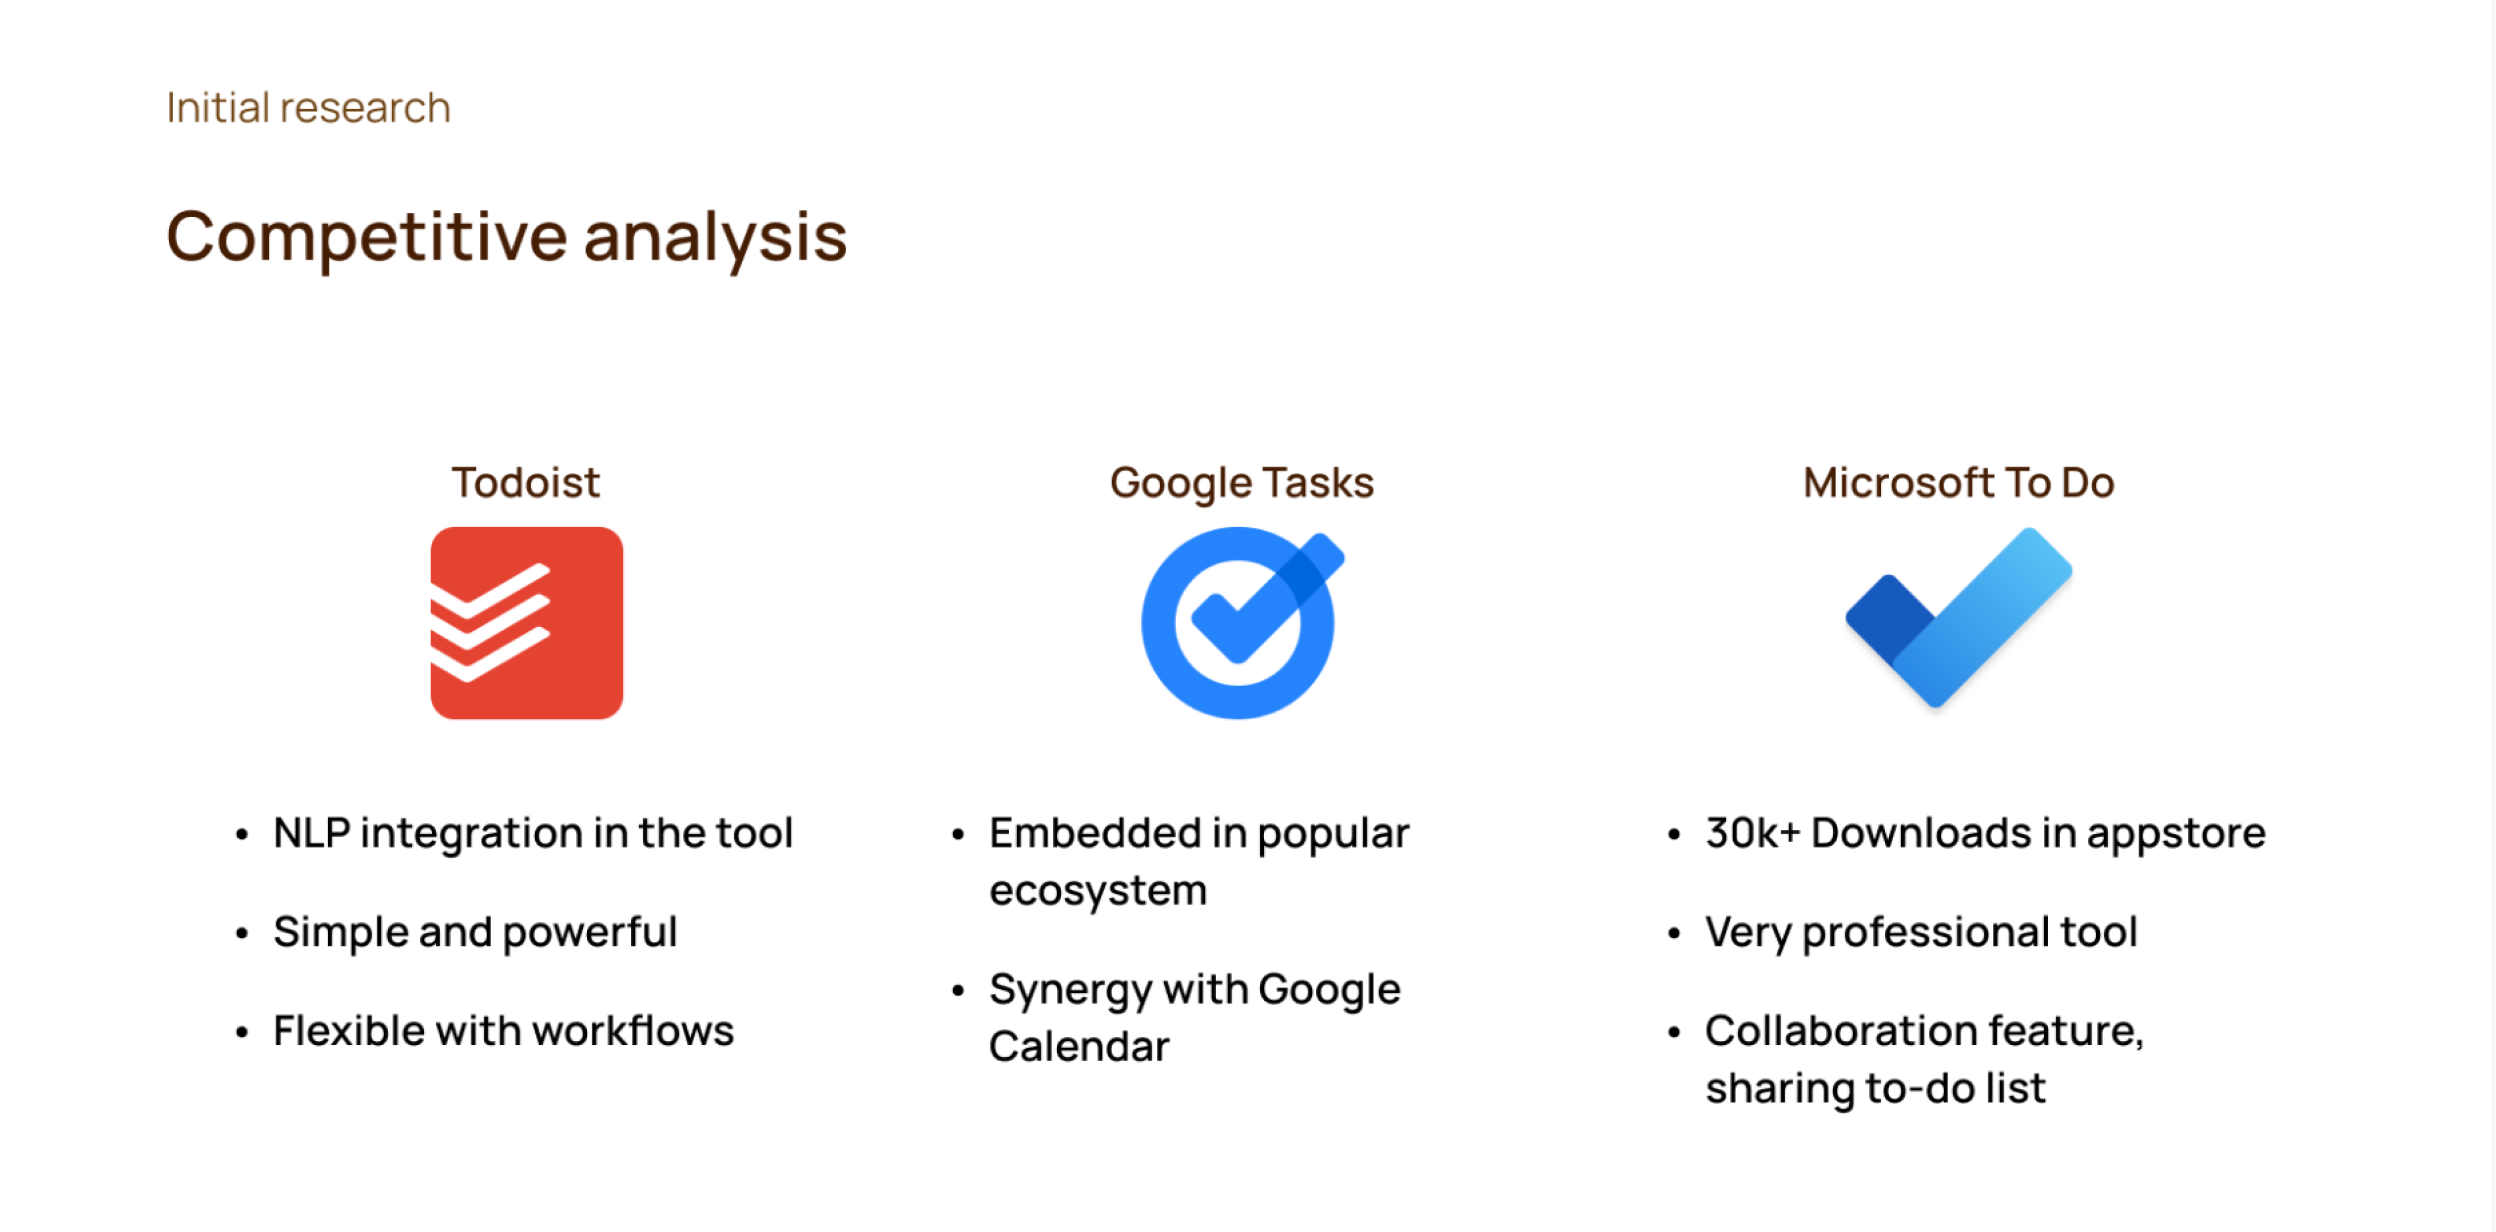 Initial research
Competitive analysis
Todoist
• NLP integration in the tool
• Simple and powerful
• Flexible with workflows
Google Tasks
• Embedded in popular
ecosystem
• Synergy with Google
Calendar
Microsoft To Do
• 30k+ Downloads in appstore
• Very professional tool
• Collaboration feature,
sharing to-do list